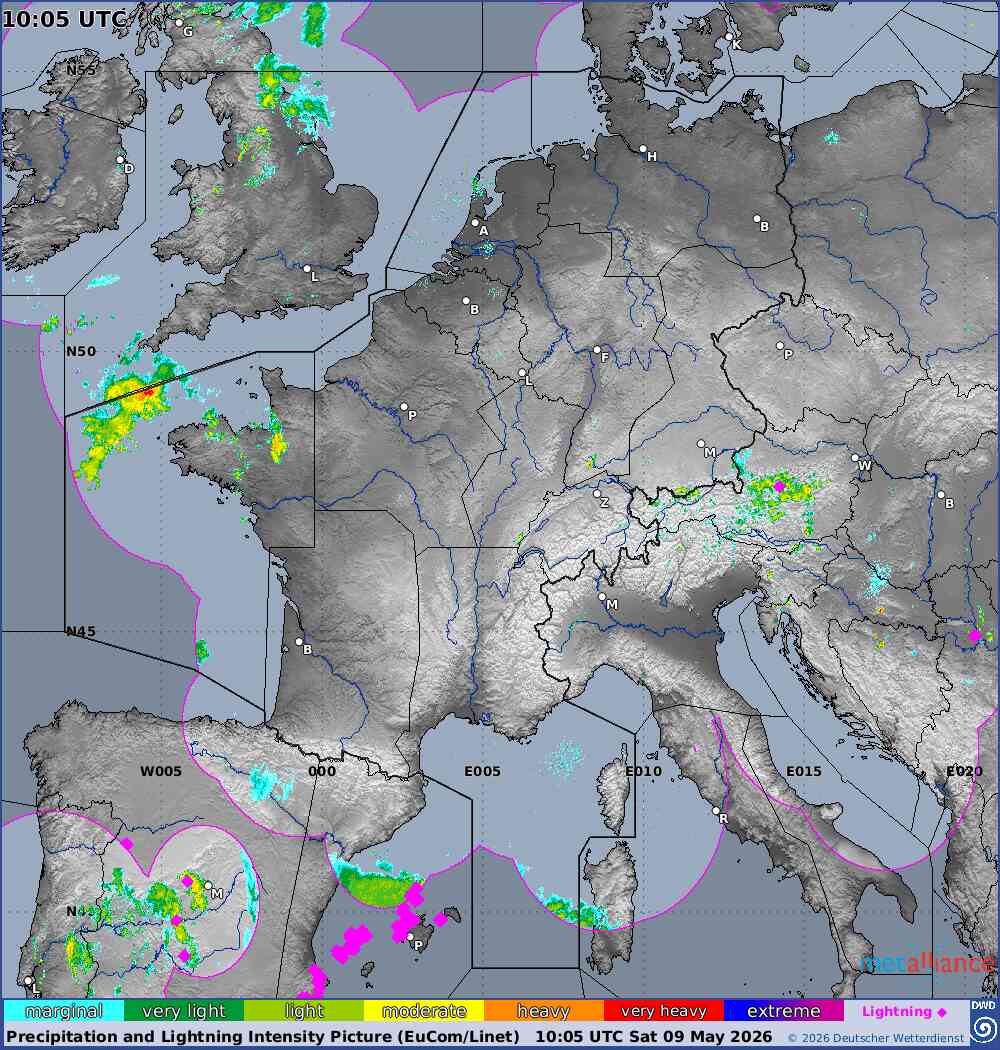 10:05 UTC
G
K
N55
D
H
A
B
L
B
N50
F
P
L
P
M
W
Z
B
M
N45
B
W005
000
E005
E010
E015
E020
R
M
P
L
metalliance
marginal very light light moderate heavy very heavy extreme Lightning
DWD
Precipitation and Lightning Intensity Picture (EuCom/Linet) 10:05 UTC Sat 09 May 2026 © 2026 Deutscher Wetterdienst